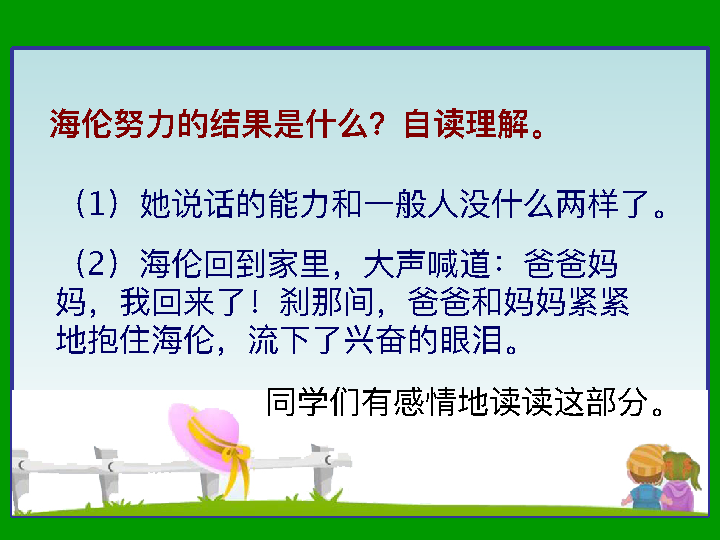 海伦努力的结果是什么？自读理解。
（1）她说话的能力和一般人没什么两样了。
（2）海伦回到家里，大声喊道：爸爸妈
妈，我回来了！刹那间，爸爸和妈妈紧紧
地抱住海伦，流下了兴奋的眼泪。
同学们有感情地读读这部分。